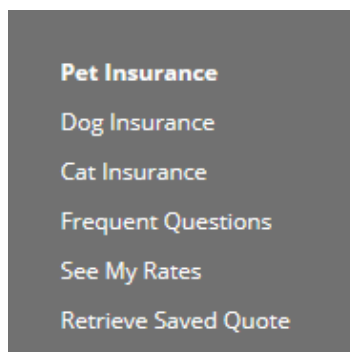 Pet Insurance
Dog Insurance
Cat Insurance
Frequent Questions
See My Rates
Retrieve Saved Quote